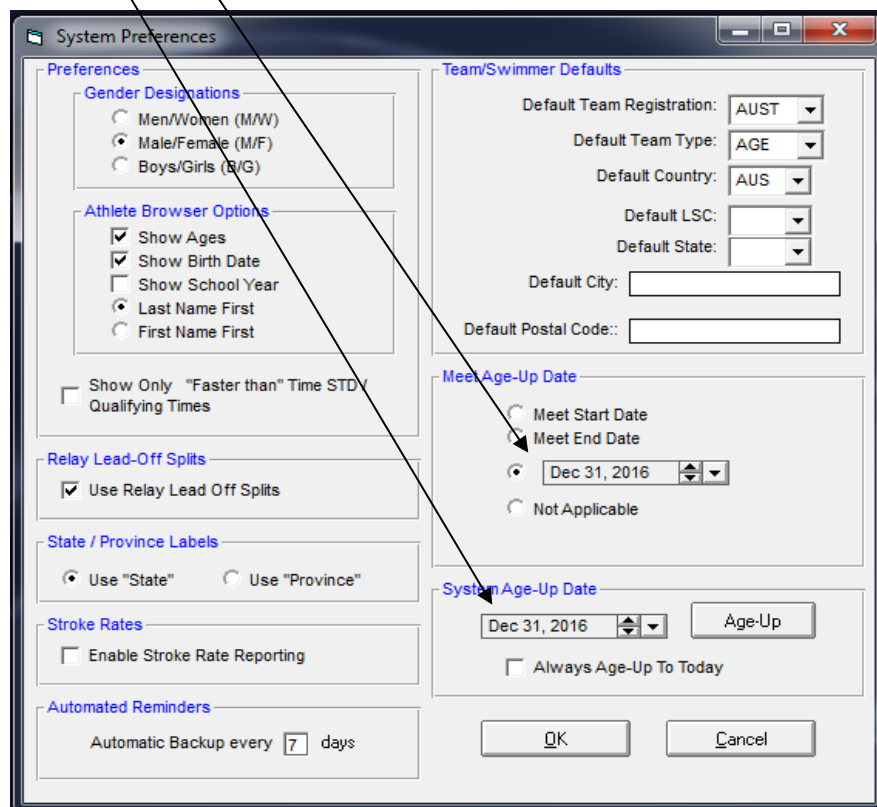 System Preferences
Preferences
Gender Designations
Men/Women (M/W)
Male/Female (M/F)
Boys/Girls (B/G)
Athlete Browser Options
Show Ages
Show Birth Date
Show School Year
Last Name First
First Name First
Show Only "Faster than" Time STD /
Qualifying Times
Relay Lead-Off Splits
Use Relay Lead Off Splits
State / Province Labels
Use "State" Use "Province"
Stroke Rates
Enable Stroke Rate Reporting
Automated Reminders
Automatic Backup every 7 days
Team/Swimmer Defaults
Default Team Registration: AUST
Default Team Type: AGE
Default Country: AUS
Default LSC:
Default State:
Default City:
Default Postal Code::
Meet Age-Up Date
Meet Start Date
Meet End Date
Dec 31, 2016
Not Applicable
System Age-Up Date
Dec 31, 2016 Age-Up
Always Age-Up To Today
OK Cancel